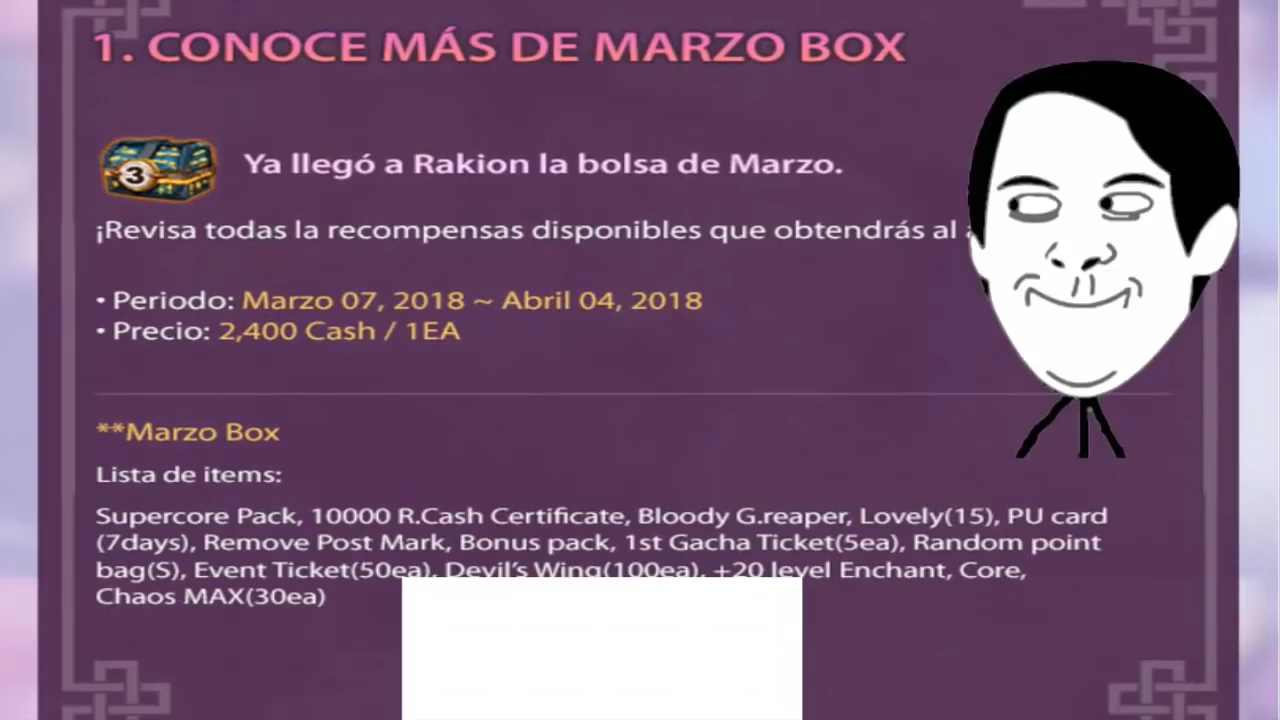 1. CONOCE MÁS DE MARZO BOX
3
Ya llegó a Rakion la bolsa de Marzo.
¡Revisa todas la recompensas disponibles que obtendrás al
• Periodo: Marzo 07, 2018 ~ Abril 04, 2018
• Precio: 2,400 Cash / 1EA
**Marzo Box
Lista de items:
Supercore Pack, 10000 R.Cash Certificate, Bloody G.reaper, Lovely(15), PU card
(7days), Remove Post Mark, Bonus pack, 1st Gacha Ticket(5ea), Random point
bag(S), Event Ticket(50ea), Devil's Wing(100ea), +20 level Enchant, Core,
Chaos MAX(30ea)